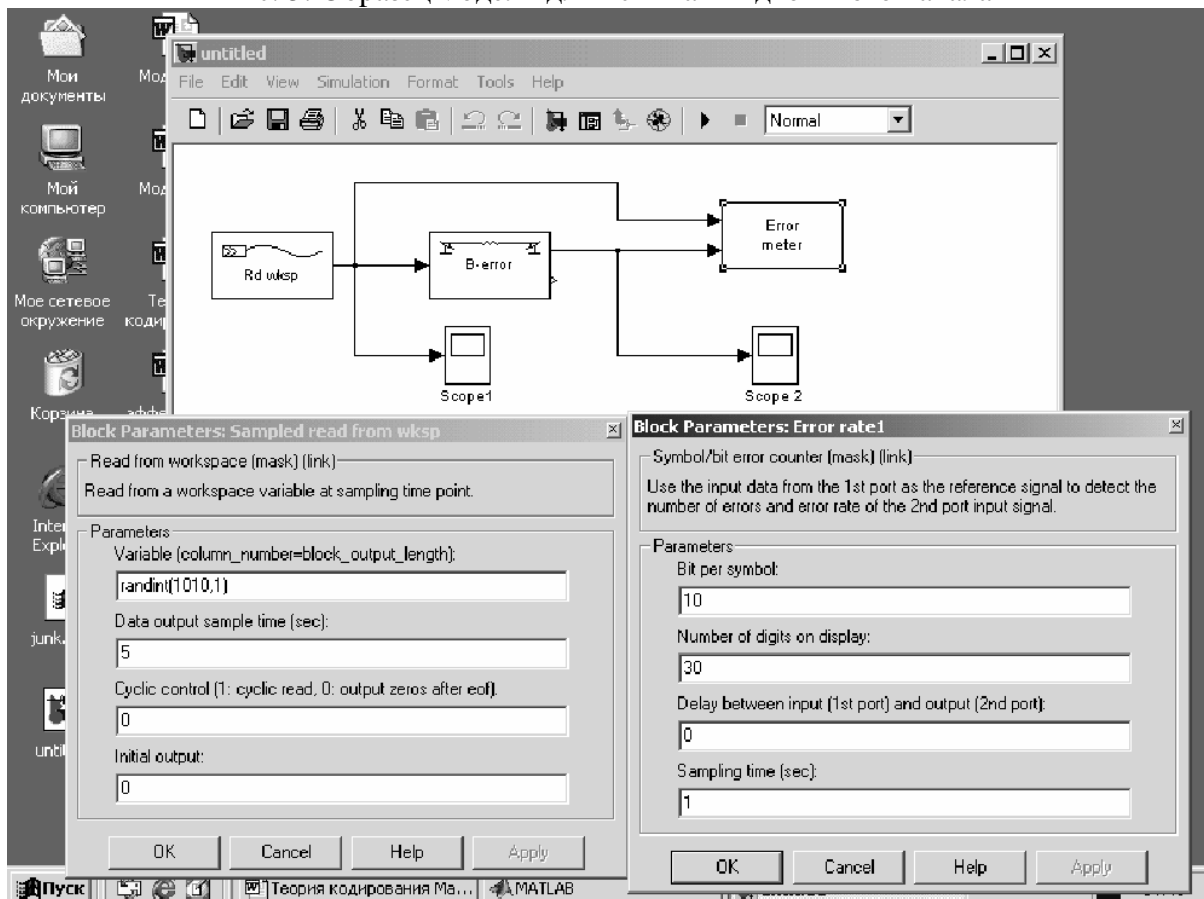 Мои
документы
Мой
компьютер
Мое сетевое
окружение
Корзина
untitled
File Edit View Simulation Format Tools Help
Normal
Rd wksp
B-error
Error
meter
Scope1
Scope 2
Block Parameters: Sampled read from wksp
Read from workspace (mask) (link)
Read from a workspace variable at sampling time point.
Parameters
Variable (column_number=block_output_length):
randint(1010,1)
Data output sample time (sec):
5
Cyclic control (1: cyclic read, 0: output zeros after eof).
0
Initial output:
0
OK Cancel Help Apply
Block Parameters: Error rate1
Symbol/bit error counter (mask) (link)
Use the input data from the 1st port as the reference signal to detect the
number of errors and error rate of the 2nd port input signal.
Parameters
Bit per symbol:
10
Number of digits on display:
30
Delay between input (1st port) and output (2nd port):
0
Sampling time (sec):
1
OK Cancel Help Apply
Пуск Теория кодирования Ма... MATLAB